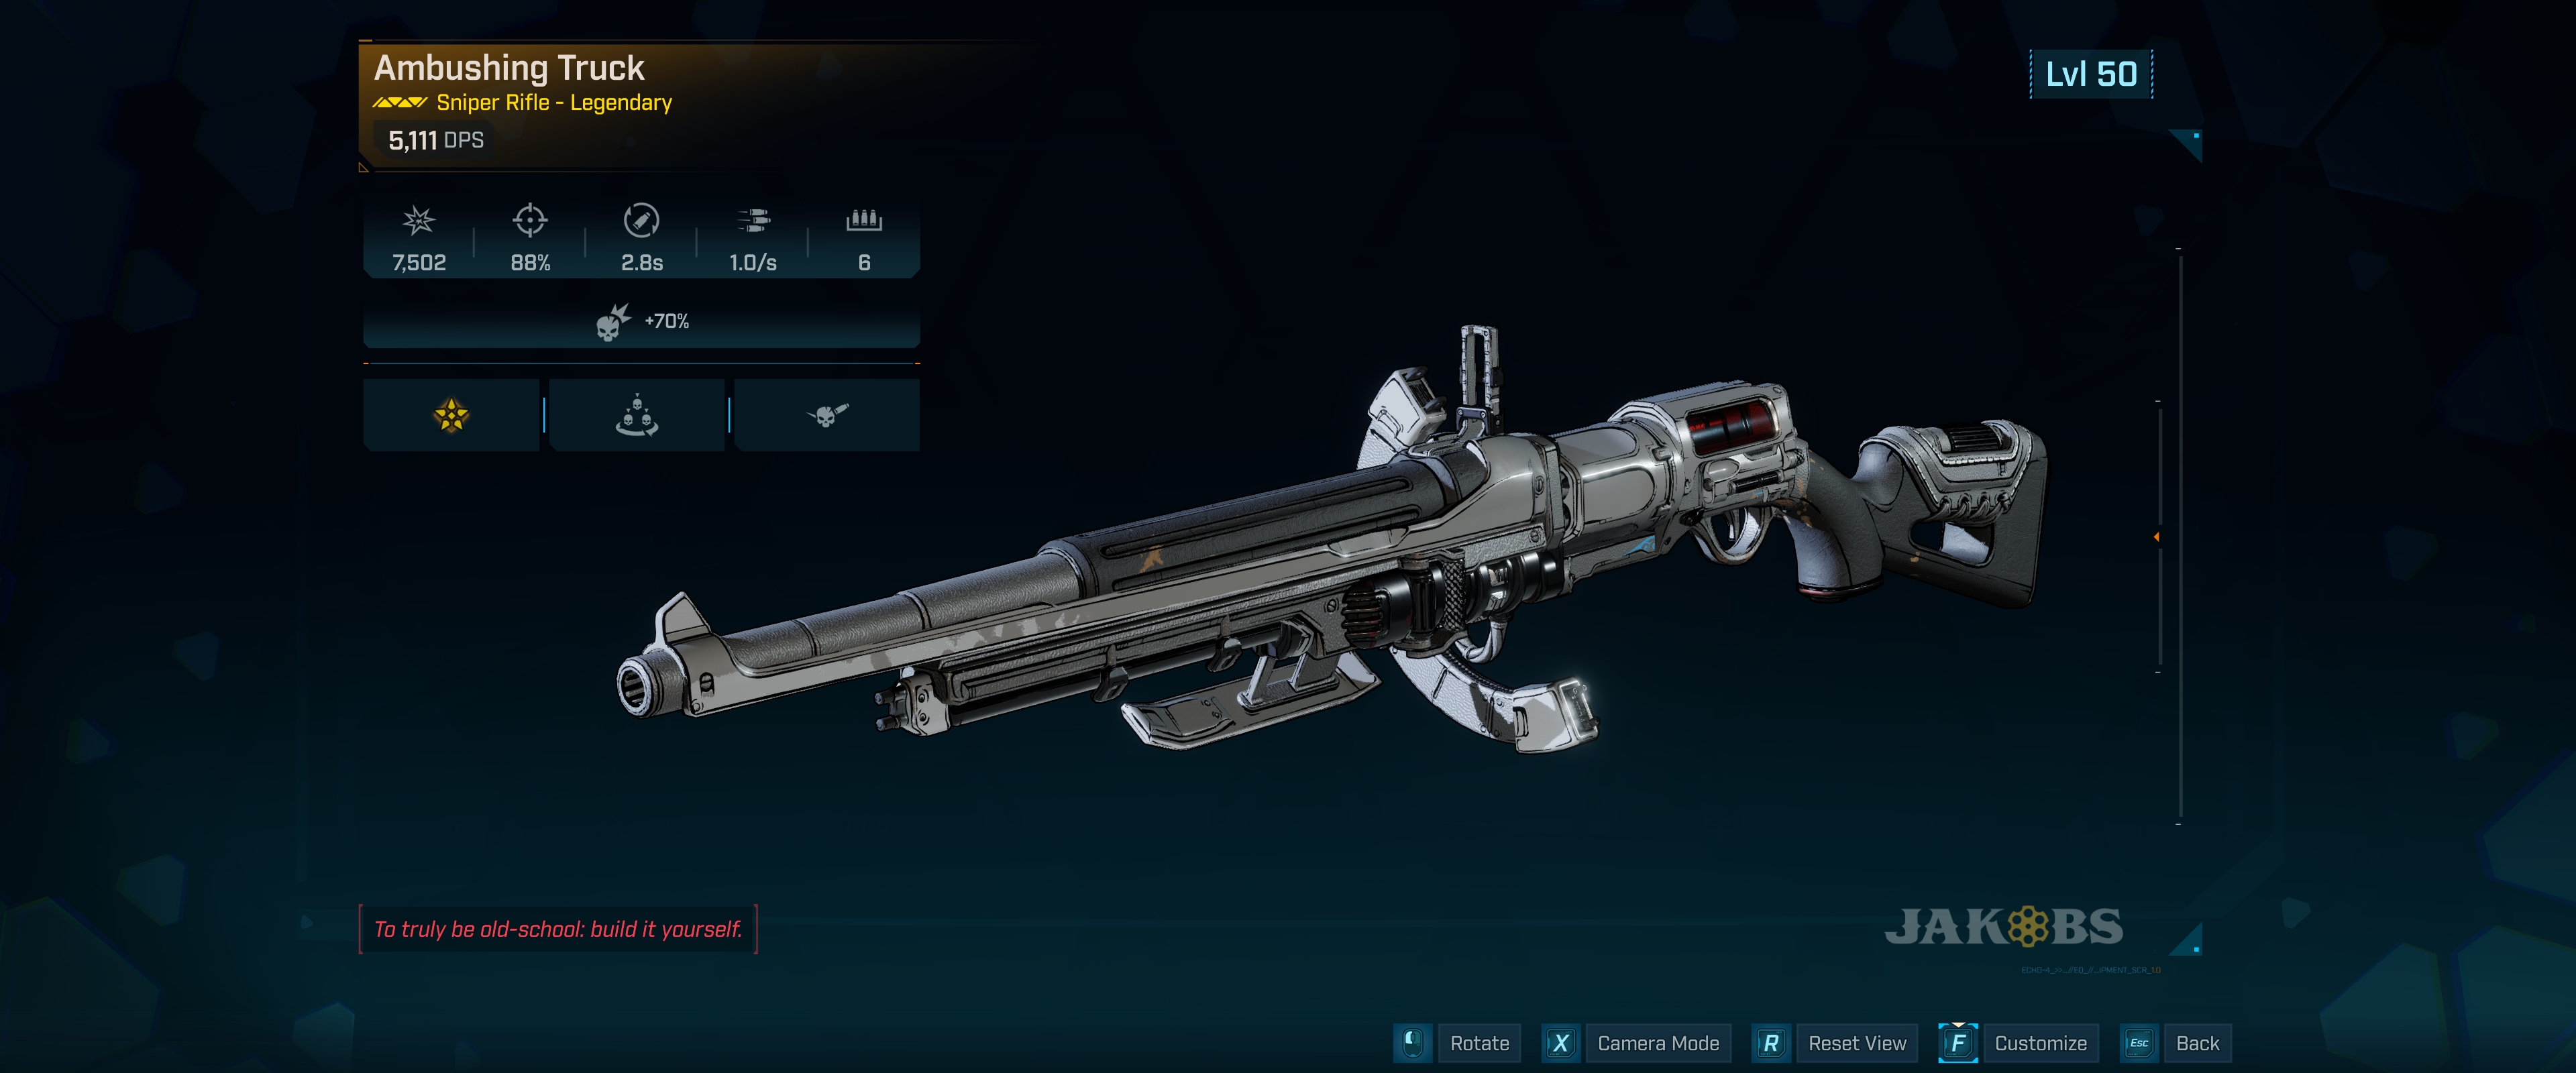 Ambushing Truck
Lvl 50
Sniper Rifle - Legendary
5,111 DPS
7,502 88% 2.8s 1.0/s 6
+70%
To truly be old-school: build it yourself.
JAKOBS
Rotate X Camera Mode R Reset View F Customize Esc Back